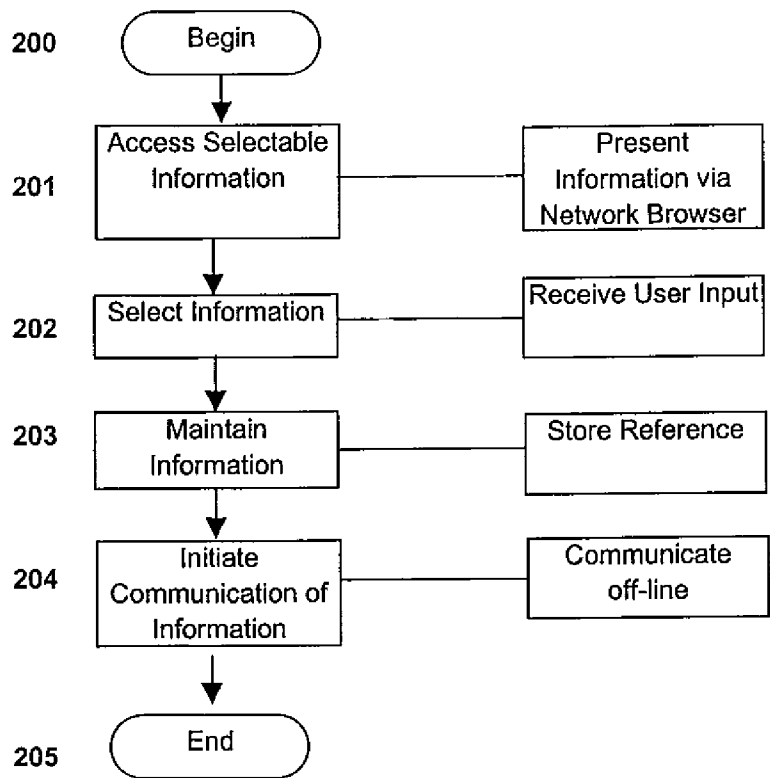 200
Begin
201
Access Selectable
Information
Present
Information via
Network Browser
202
Select Information
Receive User Input
203
Maintain
Information
Store Reference
204
Initiate
Communication of
Information
Communicate
off-line
205
End